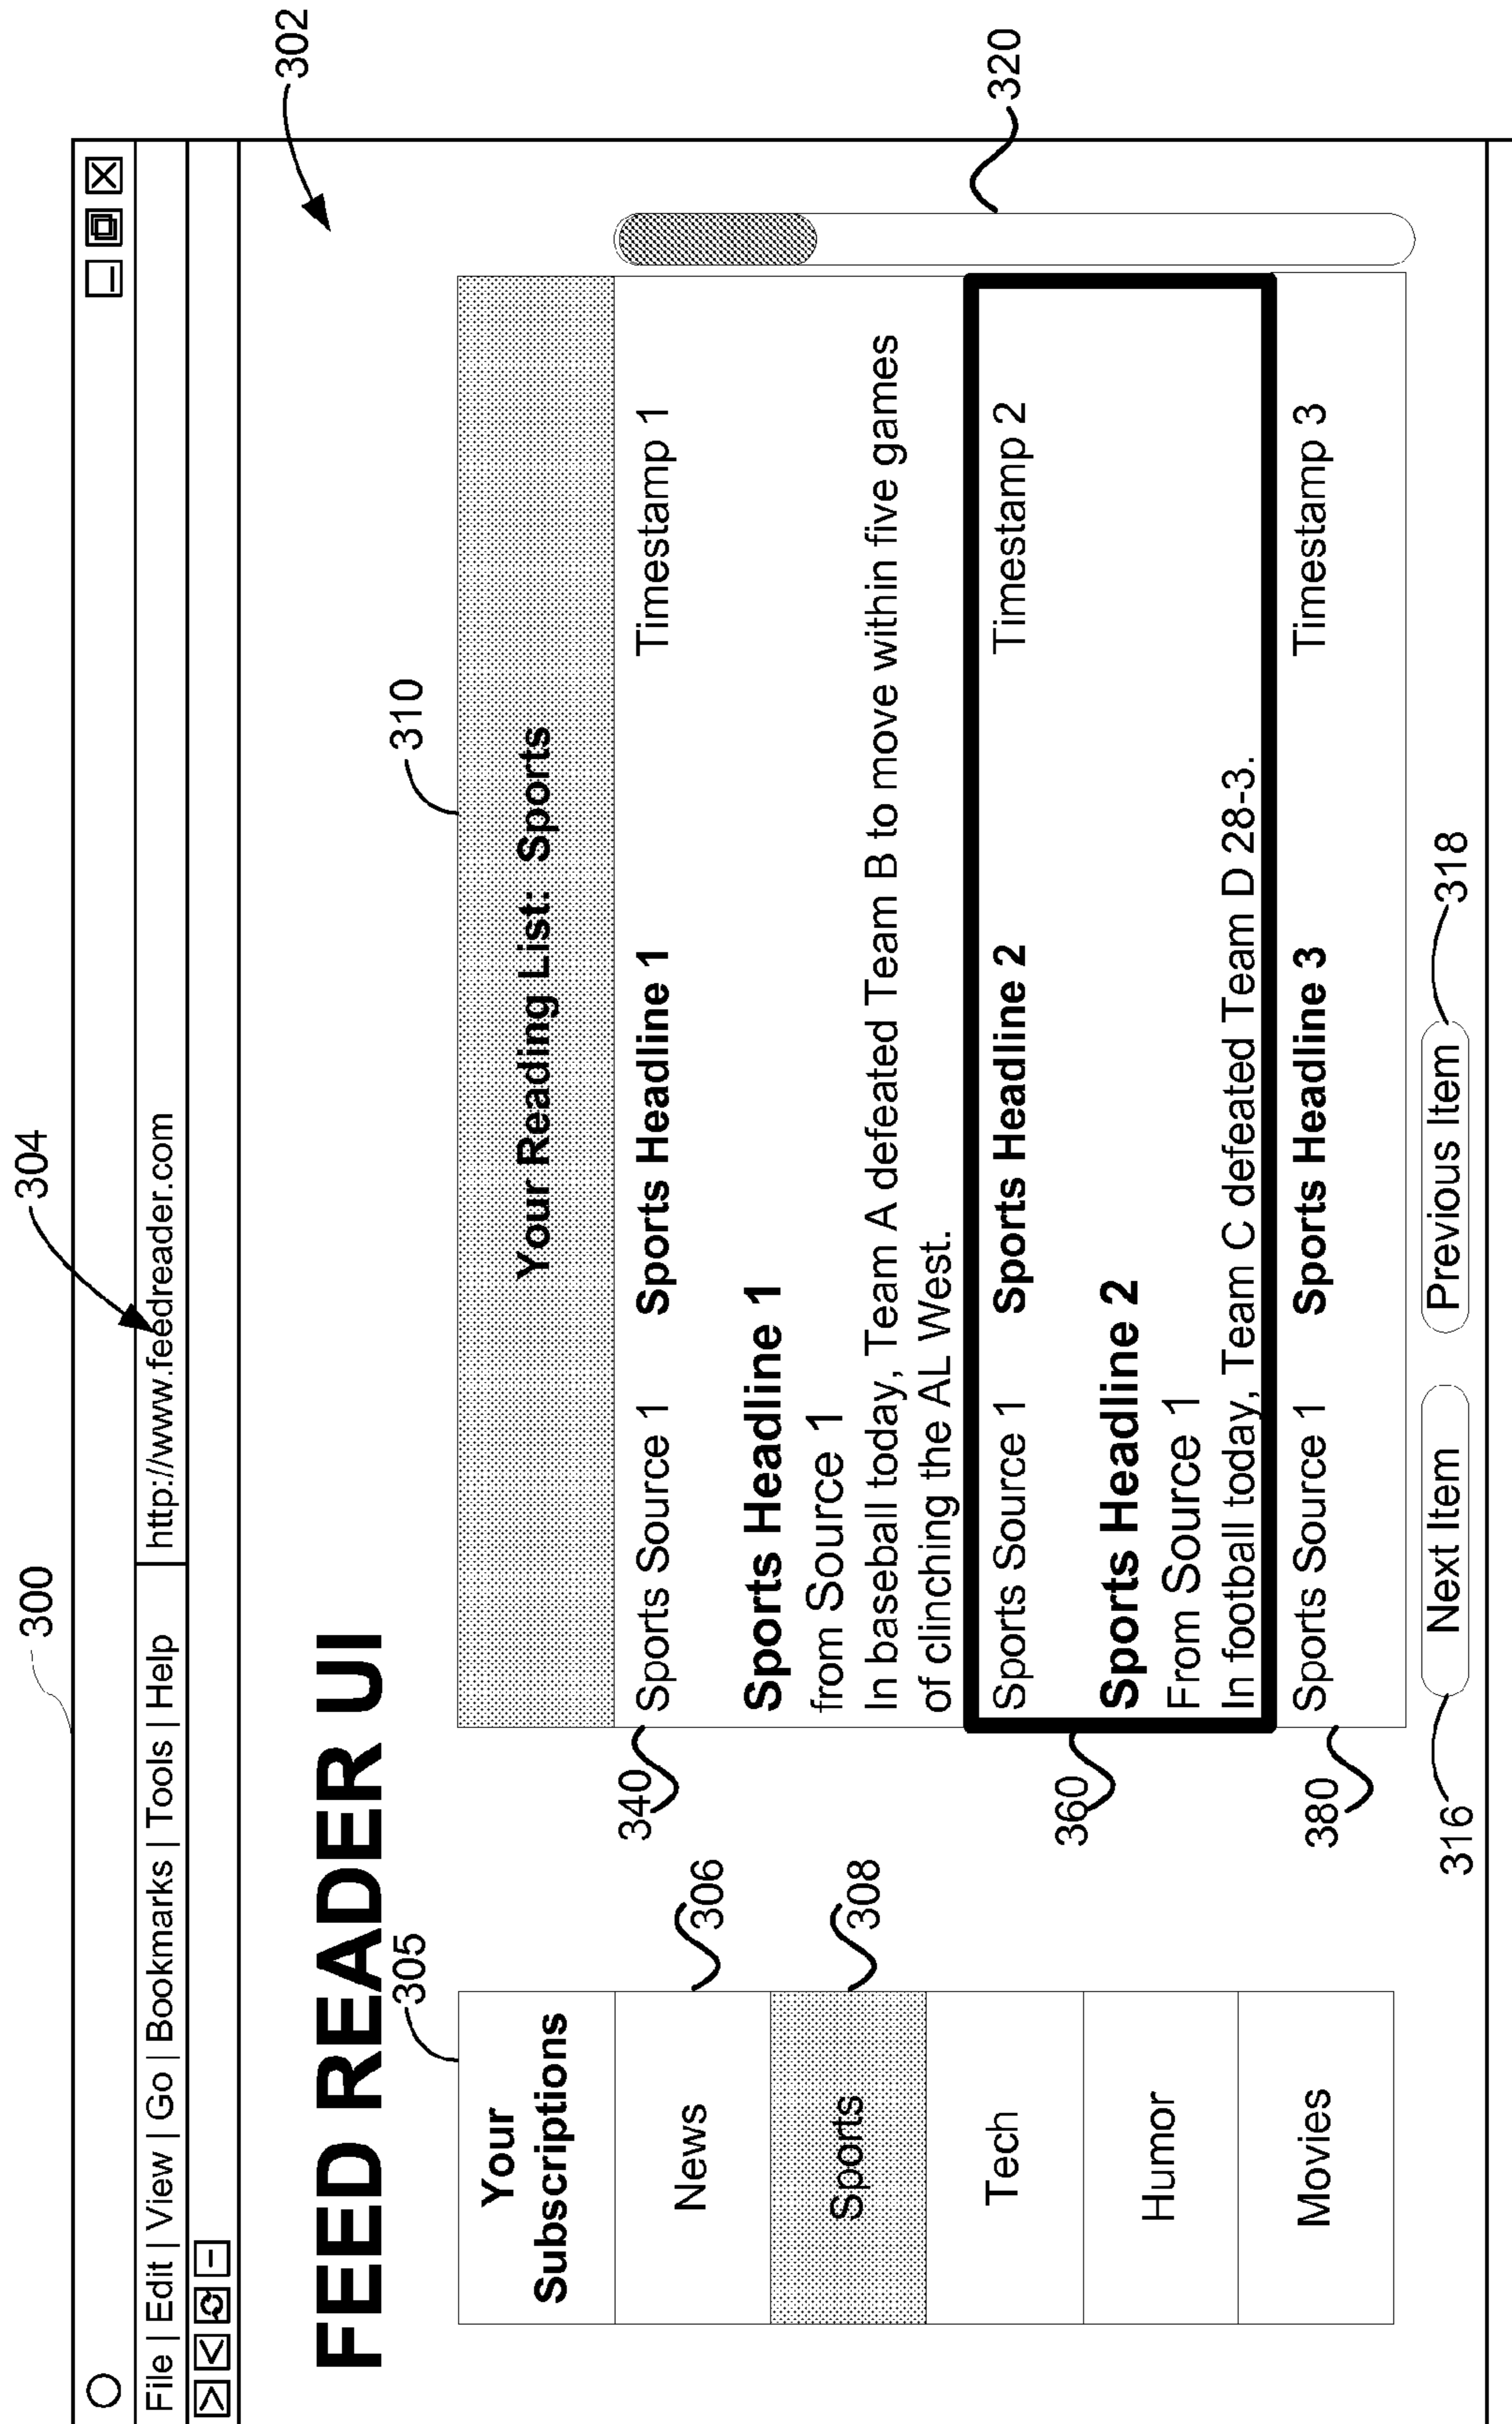 300
304
302
File | Edit | View | Go | Bookmarks | Tools | Help
http://www.feedreader.com
FEED READER UI
305
310
Your
Subscriptions
News
306
Sports
308
Tech
Humor
Movies
Your Reading List: Sports
320
340
Sports Source 1 Sports Headline 1 Timestamp 1
Sports Headline 1
from Source 1
In baseball today, Team A defeated Team B to move within five games
of clinching the AL West.
360
Sports Source 1 Sports Headline 2 Timestamp 2
Sports Headline 2
From Source 1
In football today, Team C defeated Team D 28-3.
380
Sports Source 1 Sports Headline 3 Timestamp 3
316
Next Item
Previous Item
318